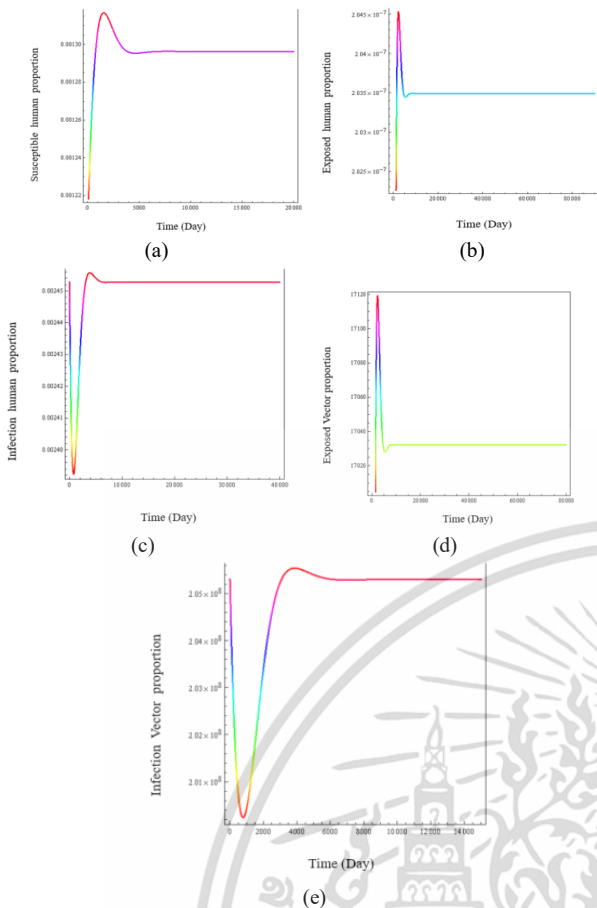 Susceptible human proportion
0.00130
0.00128
0.00126
0.00124
0.00122
0 5000 10000 15000 20000
Time (Day)
(a)
Exposed human proportion
2.045×10⁻⁷
2.04×10⁻⁷
2.035×10⁻⁷
2.03×10⁻⁷
2.025×10⁻⁷
0 20000 40000 60000 80000
Time (Day)
(b)
Infection human proportion
0.00245
0.00244
0.00243
0.00242
0.00241
0.00240
0 10000 20000 30000 40000
Time (Day)
(c)
Exposed Vector proportion
17120
17100
17080
17060
17040
17020
0 20000 40000 60000 80000
Time (Day)
(d)
Infection Vector proportion
2.05×10⁸
2.04×10⁸
2.03×10⁸
2.02×10⁸
2.01×10⁸
0 2000 4000 6000 8000 10000 12000 14000
Time (Day)
(e)